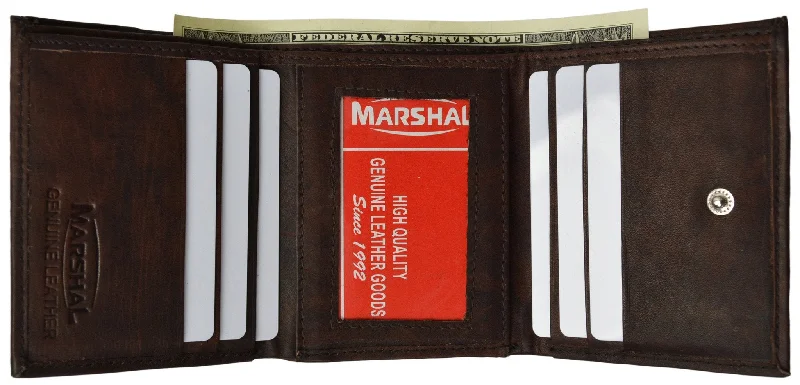 FEDERAL RESERVE NOTE
MARSHAL
GENUINE LEATHER
MARSHAL
HIGH QUALITY
GENUINE LEATHER GOODS
Since 1992